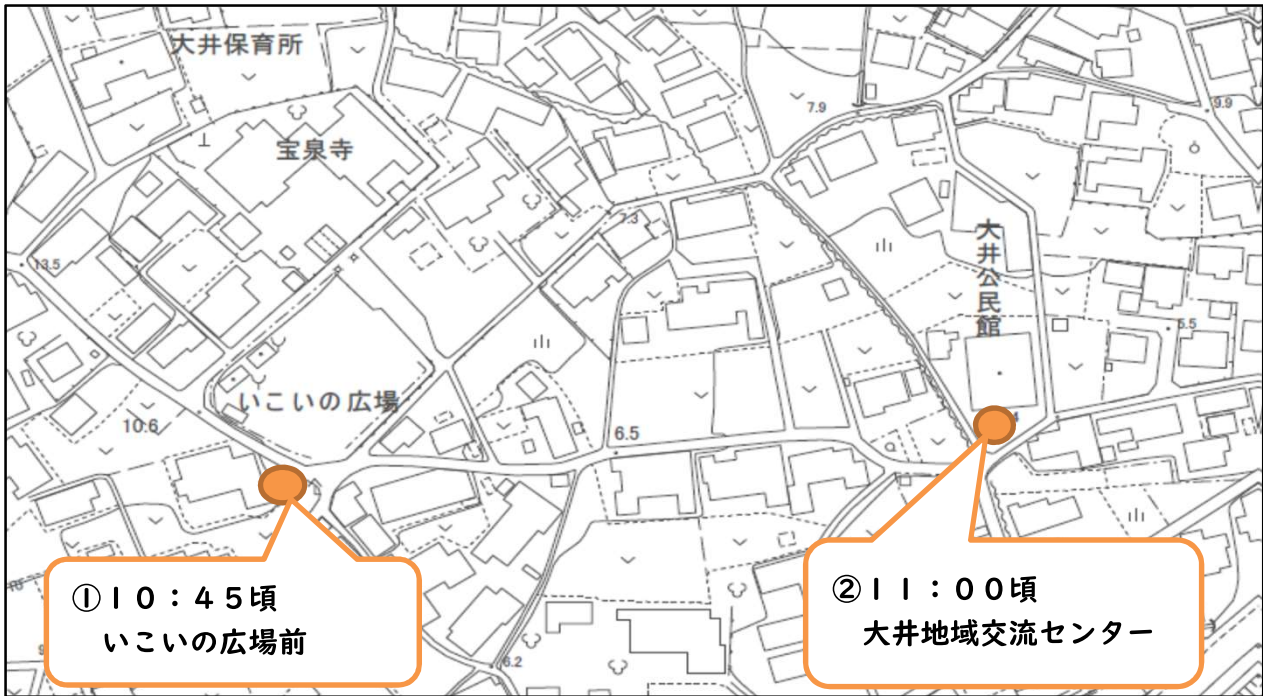 大井保育所
宝泉寺
7.9
9.9
7.3
大井公民館
13.5
5.5
いこいの広場
10.6
6.5
4
①10：45頃
いこいの広場前
②11：00頃
大井地域交流センター
6.2